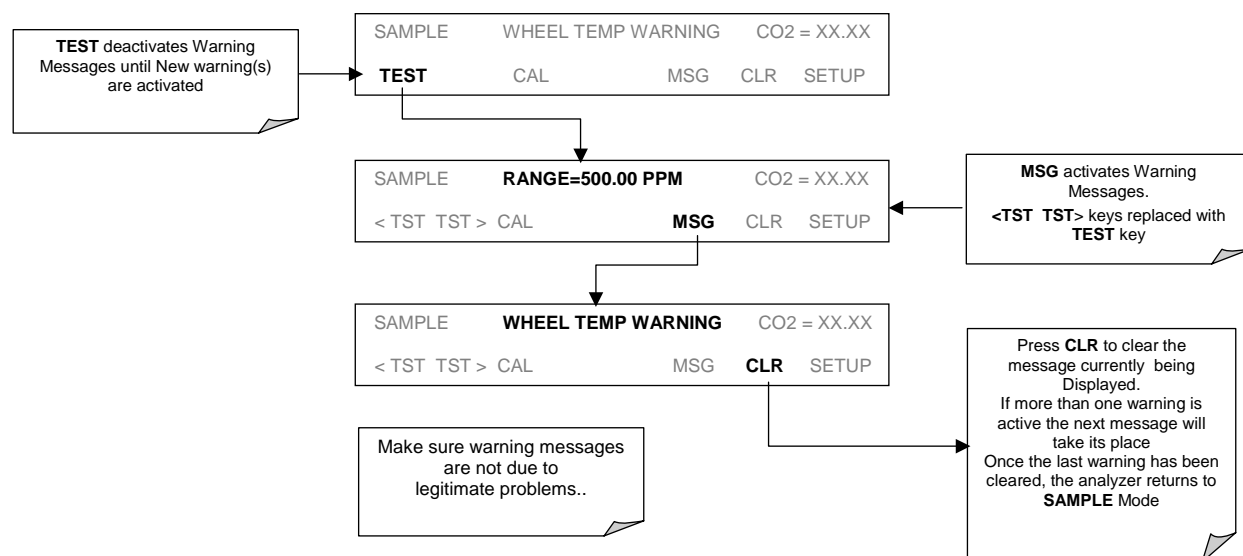 TEST deactivates Warning
Messages until New warning(s)
are activated
SAMPLE WHEEL TEMP WARNING CO2 = XX.XX
TEST CAL MSG CLR SETUP
SAMPLE RANGE=500.00 PPM CO2 = XX.XX
< TST TST > CAL MSG CLR SETUP
MSG activates Warning
Messages.
<TST TST> keys replaced with
TEST key
SAMPLE WHEEL TEMP WARNING CO2 = XX.XX
< TST TST > CAL MSG CLR SETUP
Make sure warning messages
are not due to
legitimate problems..
Press CLR to clear the
message currently being
Displayed.
If more than one warning is
active the next message will
take its place
Once the last warning has been
cleared, the analyzer returns to
SAMPLE Mode